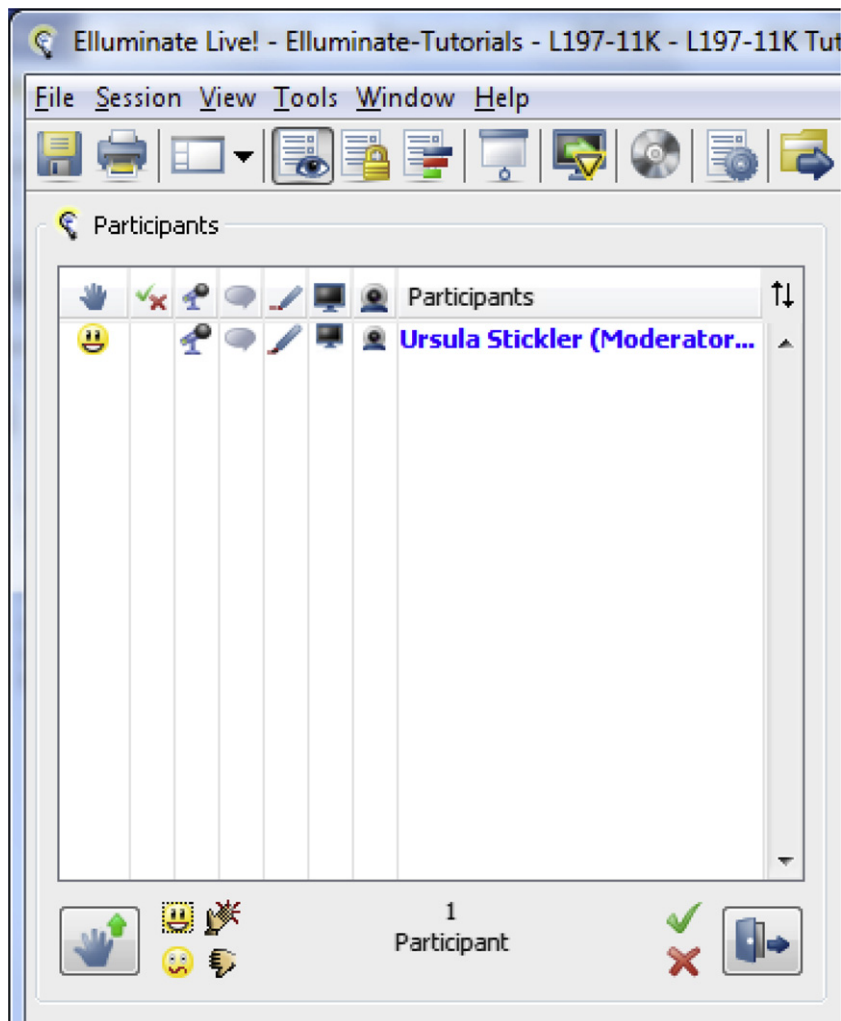 Elluminate Live! - Elluminate-Tutorials - L197-11K - L197-11K Tut
File Session View Tools Window Help
Participants
Participants
Ursula Stickler (Moderator...
1
Participant